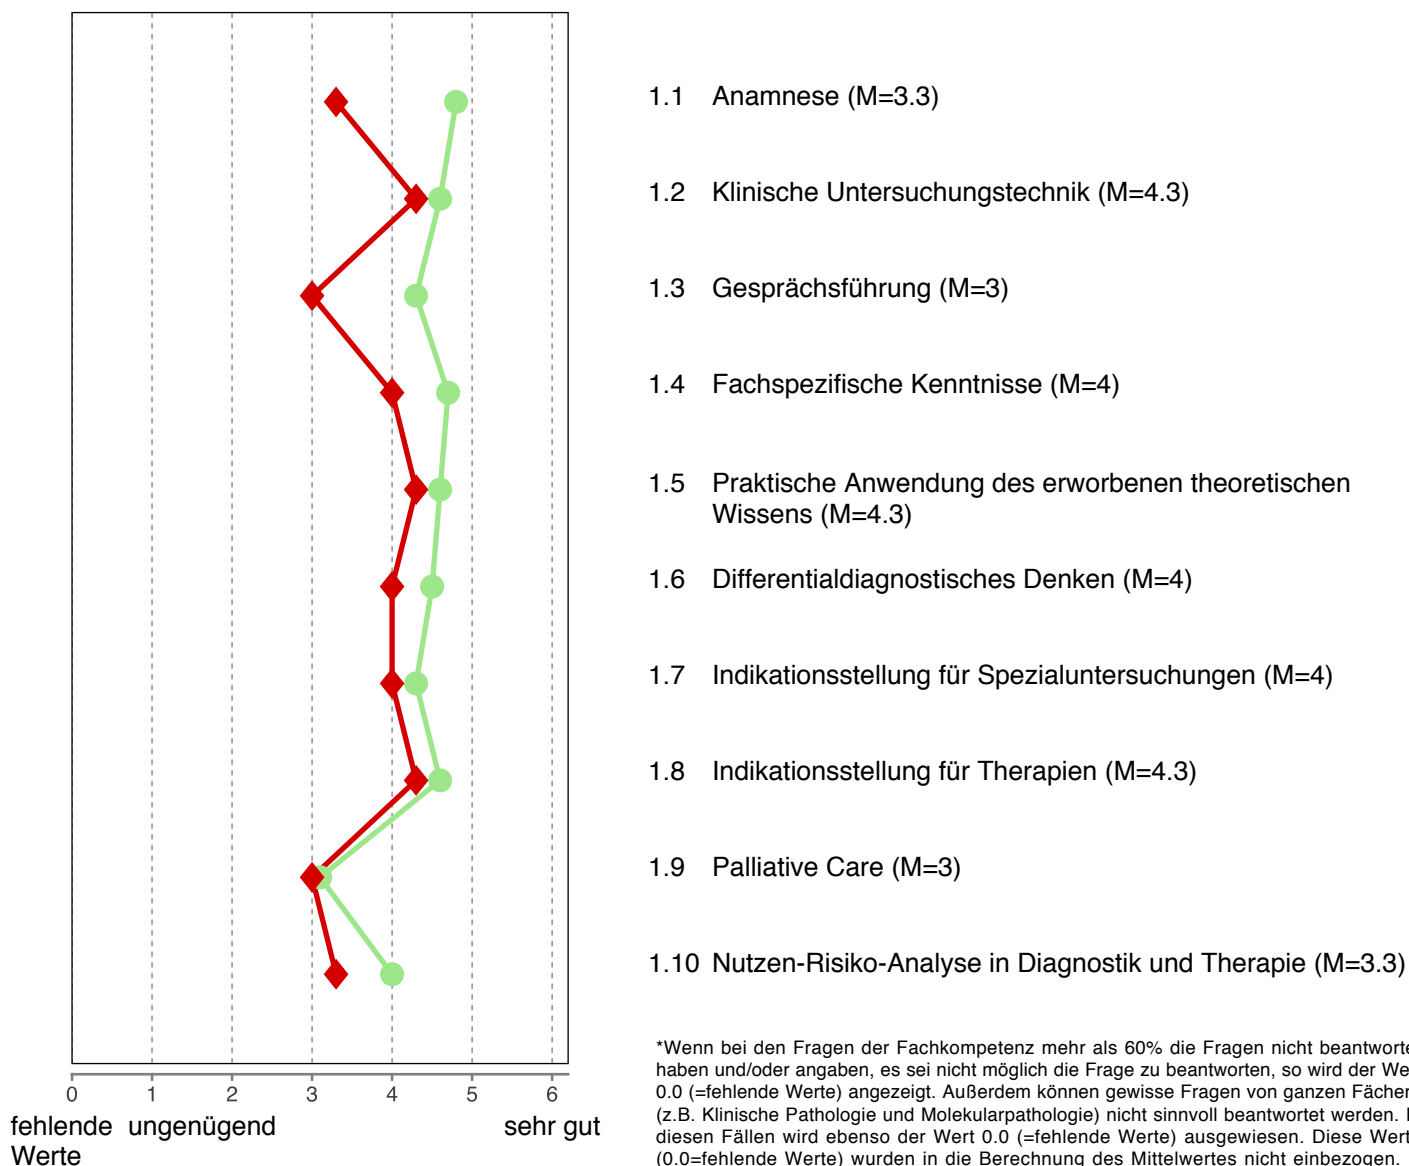 1.1 Anamnese (M=3.3)
1.2 Klinische Untersuchungstechnik (M=4.3)
1.3 Gesprächsführung (M=3)
1.4 Fachspezifische Kenntnisse (M=4)
1.5 Praktische Anwendung des erworbenen theoretischen
Wissens (M=4.3)
1.6 Differentialdiagnostisches Denken (M=4)
1.7 Indikationsstellung für Spezialuntersuchungen (M=4)
1.8 Indikationsstellung für Therapien (M=4.3)
1.9 Palliative Care (M=3)
1.10 Nutzen-Risiko-Analyse in Diagnostik und Therapie (M=3.3)
0 1 2 3 4 5 6
fehlende ungenügend sehr gut
Werte
*Wenn bei den Fragen der Fachkompetenz mehr als 60% die Fragen nicht
haben und/oder angaben, es sei nicht möglich die Frage zu beantworten, so wird der
0.0 (=fehlende Werte) angezeigt. Außerdem können gewisse Fragen von ganzen Fächer
(z.B. Klinische Pathologie und Molekularpathologie) nicht sinnvoll beantwortet werden.
diesen Fällen wird ebenso der Wert 0.0 (=fehlende Werte) ausgewiesen. Diese Wert
(0.0=fehlende Werte) wurden in die Berechnung des Mittelwertes nicht einbezogen.